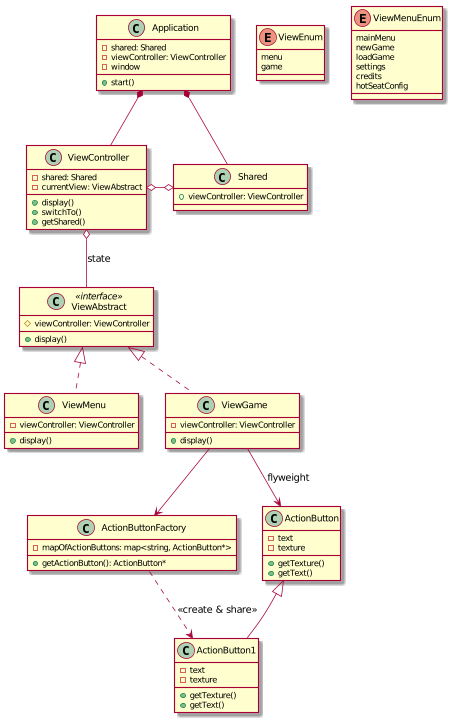 C Application
shared: Shared
viewController: ViewController
window
start()
E ViewEnum
menu
game
E ViewMenuEnum
mainMenu
newGame
loadGame
settings
credits
hotSeatConfig
C ViewController
shared: Shared
currentView: ViewAbstract
display()
switchTo()
getShared()
C Shared
viewController: ViewController
state
C «interface»
ViewAbstract
viewController: ViewController
display()
C ViewMenu
viewController: ViewController
display()
C ViewGame
viewController: ViewController
display()
flyweight
C ActionButtonFactory
mapOfActionButtons: map<string, ActionButton*>
getActionButton(): ActionButton*
C ActionButton
text
texture
getTexture()
getText()
«create & share»
C ActionButton1
text
texture
getTexture()
getText()